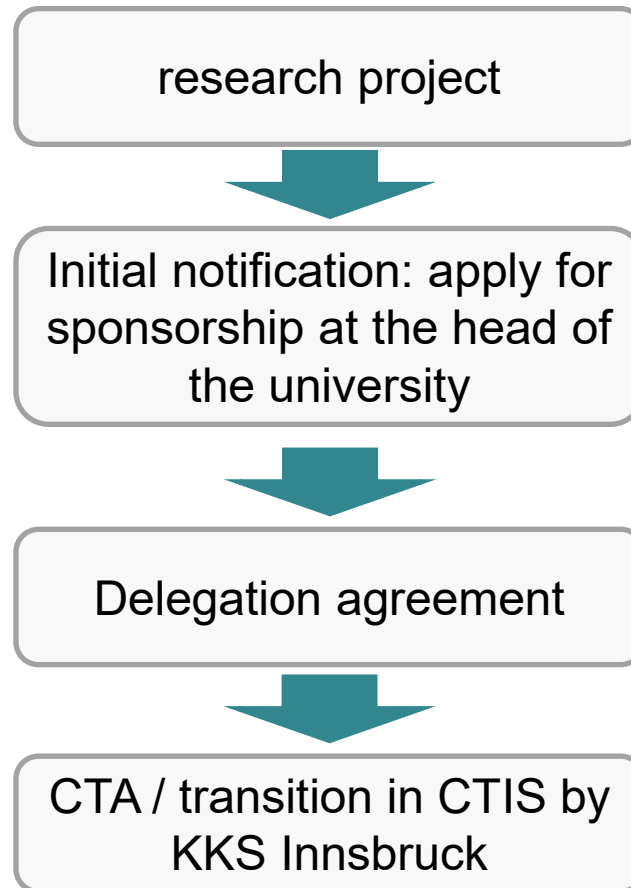 research project
Initial notification: apply for
sponsorship at the head of
the university
Delegation agreement
CTA / transition in CTIS by
KKS Innsbruck